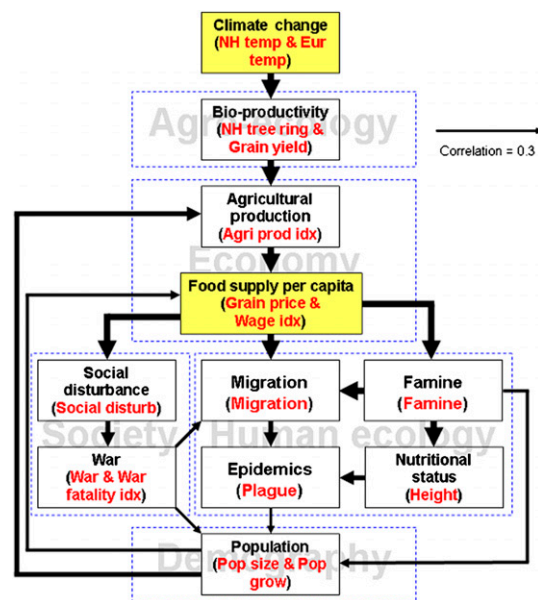 Climate change
(NH temp & Eur
temp)
Agro-ecology
Bio-productivity
(NH tree ring &
Grain yield)
Correlation = 0.3
Agricultural
production
(Agri prod idx)
Economy
Food supply per capita
(Grain price &
Wage idx)
Social
disturbance
(Social disturb)
Migration
(Migration)
Famine
(Famine)
Society
Human ecology
War
(War & War
fatality idx)
Epidemics
(Plague)
Nutritional
status
(Height)
Population
(Pop size & Pop
grow)
Demography